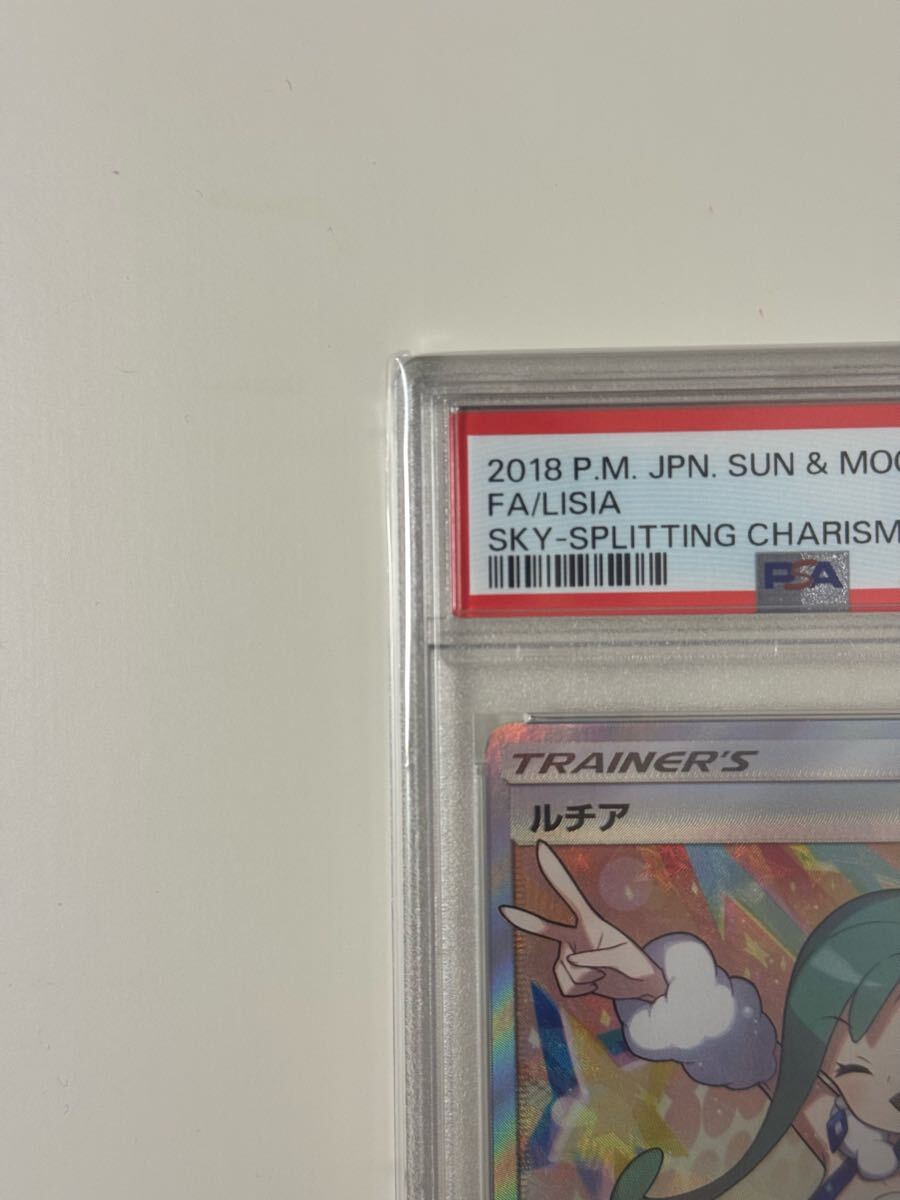 2018 P.M. JPN. SUN & MOO
FA/LISIA
SKY-SPLITTING CHARISM
PSA
TRAINER'S
ルチア